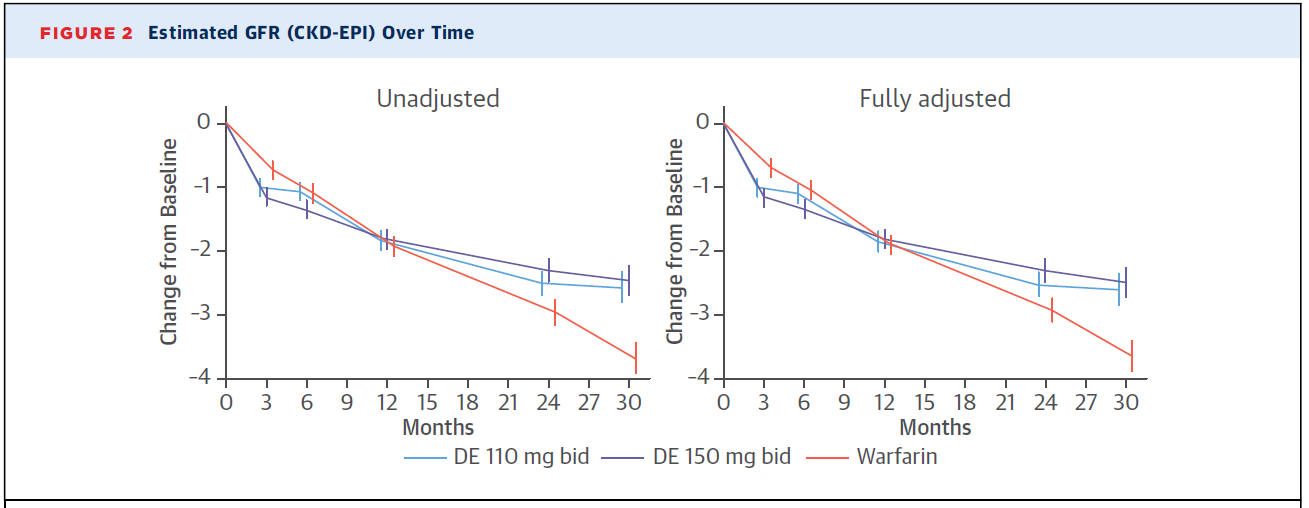 FIGURE 2 Estimated GFR (CKD-EPI) Over Time
Unadjusted
Change from Baseline
0
–1
–2
–3
–4
0 3 6 9 12 15 18 21 24 27 30
Months
Fully adjusted
Change from Baseline
0
–1
–2
–3
–4
0 3 6 9 12 15 18 21 24 27 30
Months
DE 110 mg bid DE 150 mg bid Warfarin